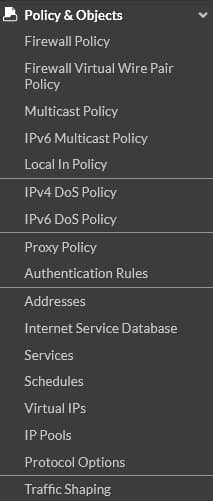 Policy & Objects
Firewall Policy
Firewall Virtual Wire Pair
Policy
Multicast Policy
IPv6 Multicast Policy
Local In Policy
IPv4 DoS Policy
IPv6 DoS Policy
Proxy Policy
Authentication Rules
Addresses
Internet Service Database
Services
Schedules
Virtual IPs
IP Pools
Protocol Options
Traffic Shaping